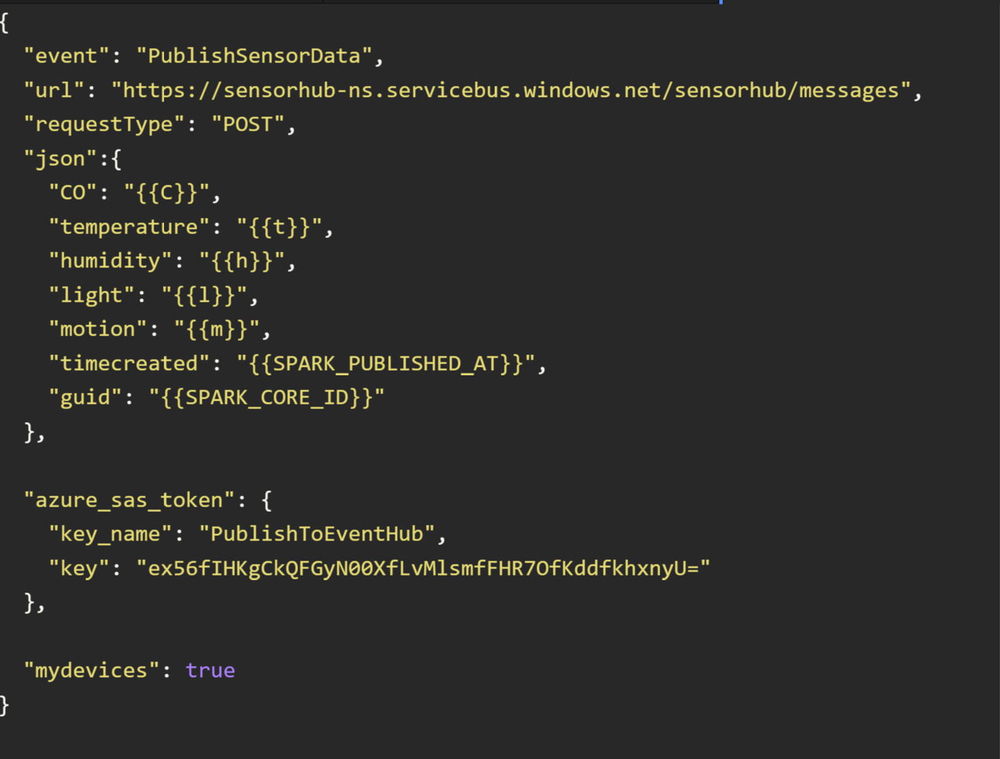 {
  "event": "PublishSensorData",
  "url": "https://sensorhub-ns.servicebus.windows.net/sensorhub/messages",
  "requestType": "POST",
  "json":{
    "CO": "{{C}}",
    "temperature": "{{t}}",
    "humidity": "{{h}}",
    "light": "{{l}}",
    "motion": "{{m}}",
    "timecreated": "{{SPARK_PUBLISHED_AT}}",
    "guid": "{{SPARK_CORE_ID}}"
  },
  "azure_sas_token": {
    "key_name": "PublishToEventHub",
    "key": "ex56fIHKgCkQFGyN00XfLvMlsmfFHR7OfKddfkhxnyU="
  },
  "mydevices": true
}